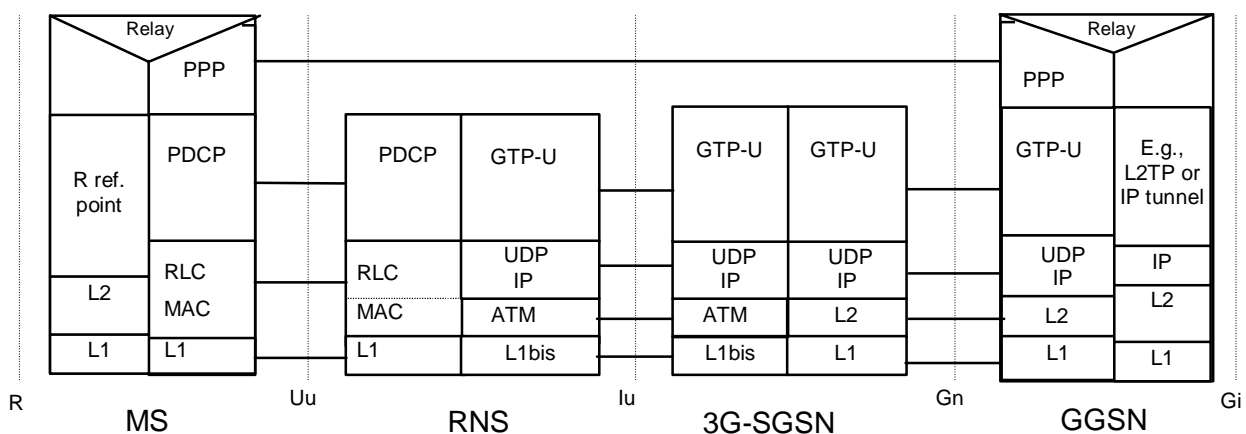 Relay
PPP
R ref.
point
PDCP
RLC
MAC
L2
L1
L1
PDCP
GTP-U
RLC
UDP
IP
MAC
ATM
L1
L1bis
GTP-U
GTP-U
UDP
IP
UDP
IP
ATM
L2
L1bis
L1
Relay
PPP
GTP-U
E.g.,
L2TP or
IP tunnel
UDP
IP
IP
L2
L2
L1
L1
R
MS
Uu
RNS
Iu
3G-SGSN
Gn
GGSN
Gi